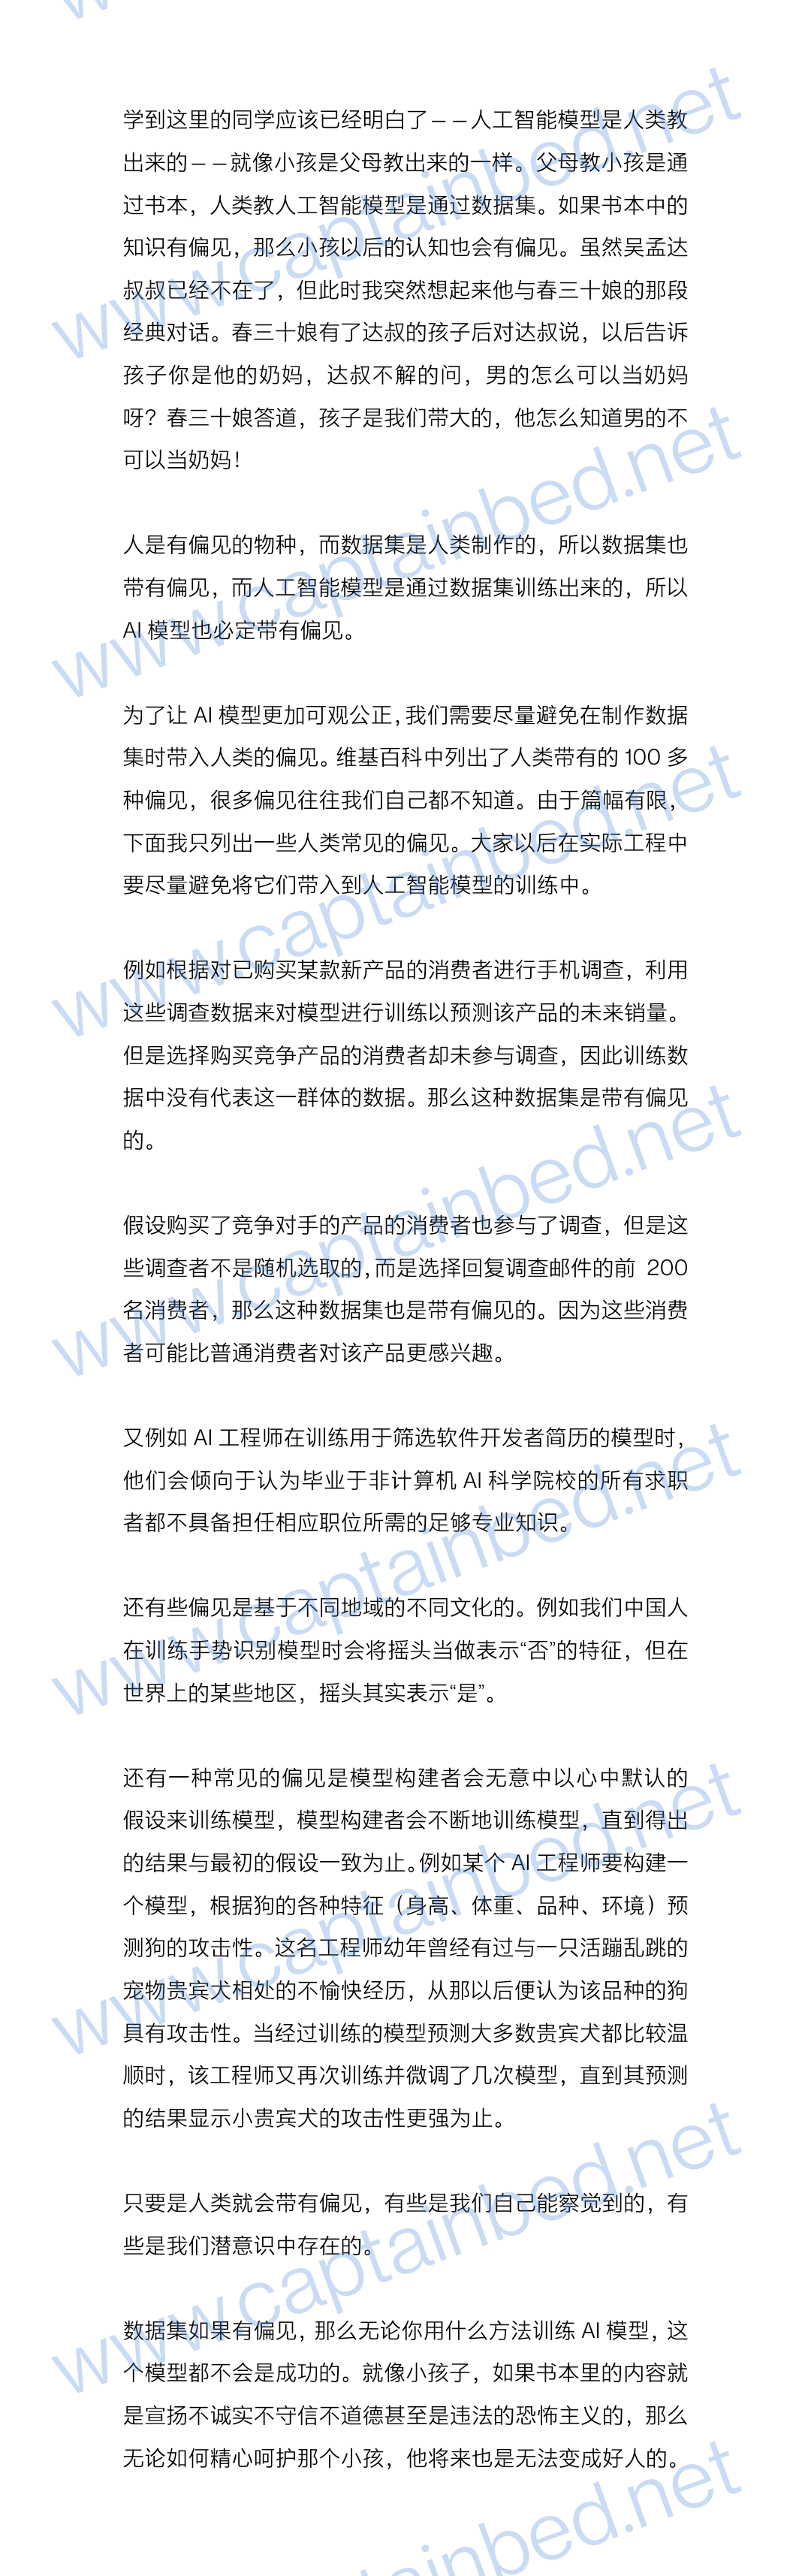 学到这里的同学应该已经明白了——人工智能模型是人类教
出来的——就像小孩是父母教出来的一样。父母教小孩是通
过书本，人类教人工智能模型是通过数据集。如果书本中的
知识有偏见，那么小孩以后的认知也会有偏见。虽然吴孟达
叔叔已经不在了，但此时我突然想起来他与春三十娘的那段
经典对话。春三十娘有了达叔的孩子后对达叔说，以后告诉
孩子你是他的奶妈，达叔不解的问，男的怎么可以当奶妈
呀？春三十娘答道，孩子是我们带大的，他怎么知道男的不
可以当奶妈！
人是有偏见的物种，而数据集是人类制作的，所以数据集也
带有偏见，而人工智能模型是通过数据集训练出来的，所以
AI 模型也必定带有偏见。
为了让 AI 模型更加可观公正，我们需要尽量避免在制作数据
集时带入人类的偏见。维基百科中列出了人类带有的 100 多
种偏见，很多偏见往往我们自己都不知道。由于篇幅有限，
下面我只列出一些人类常见的偏见。大家以后在实际工程中
要尽量避免将它们带入到人工智能模型的训练中。
例如根据对已购买某款新产品的消费者进行手机调查，利用
这些调查数据来对模型进行训练以预测该产品的未来销量。
但是选择购买竞争产品的消费者却未参与调查，因此训练数
据中没有代表这一群体的数据。那么这种数据集是带有偏见
的。
假设购买了竞争对手的产品的消费者也参与了调查，但是这
些调查者不是随机选取的，而是选择回复调查邮件的前 200
名消费者，那么这种数据集也是带有偏见的。因为这些消费
者可能比普通消费者对该产品更感兴趣。
又例如 AI 工程师在训练用于筛选软件开发者简历的模型时，
他们会倾向于认为毕业于非计算机 AI 科学院校的所有求职
者都不具备担任相应职位所需的足够专业知识。
还有些偏见是基于不同地域的不同文化的。例如我们中国人
在训练手势识别模型时会将摇头当做表示“否”的特征，但在
世界上的某些地区，摇头其实表示“是”。
还有一种常见的偏见是模型构建者会无意中以心中默认的
假设来训练模型，模型构建者会不断地训练模型，直到得出
的结果与最初的假设一致为止。例如某个 AI 工程师要构建一
个模型，根据狗的各种特征（身高、体重、品种、环境）预
测狗的攻击性。这名工程师幼年曾经有过与一只活蹦乱跳的
宠物贵宾犬相处的不愉快经历，从那以后便认为该品种的狗
具有攻击性。当经过训练的模型预测大多数贵宾犬都比较温
顺时，该工程师又再次训练并微调了几次模型，直到其预测
的结果显示小贵宾犬的攻击性更强为止。
只要是人类就会带有偏见，有些是我们自己能察觉到的，有
些是我们潜意识中存在的。
数据集如果有偏见，那么无论你用什么方法训练 AI 模型，这
个模型都不会是成功的。就像小孩子，如果书本里的内容就
是宣扬不诚实不守信不道德甚至是违法的恐怖主义的，那么
无论如何精心呵护那个小孩，他将来也是无法变成好人的。
www.captainbed.net
www.captainbed.net
www.captainbed.net
www.captainbed.net
www.captainbed.net
www.captainbed.net
www.captainbed.net
ainbed.net